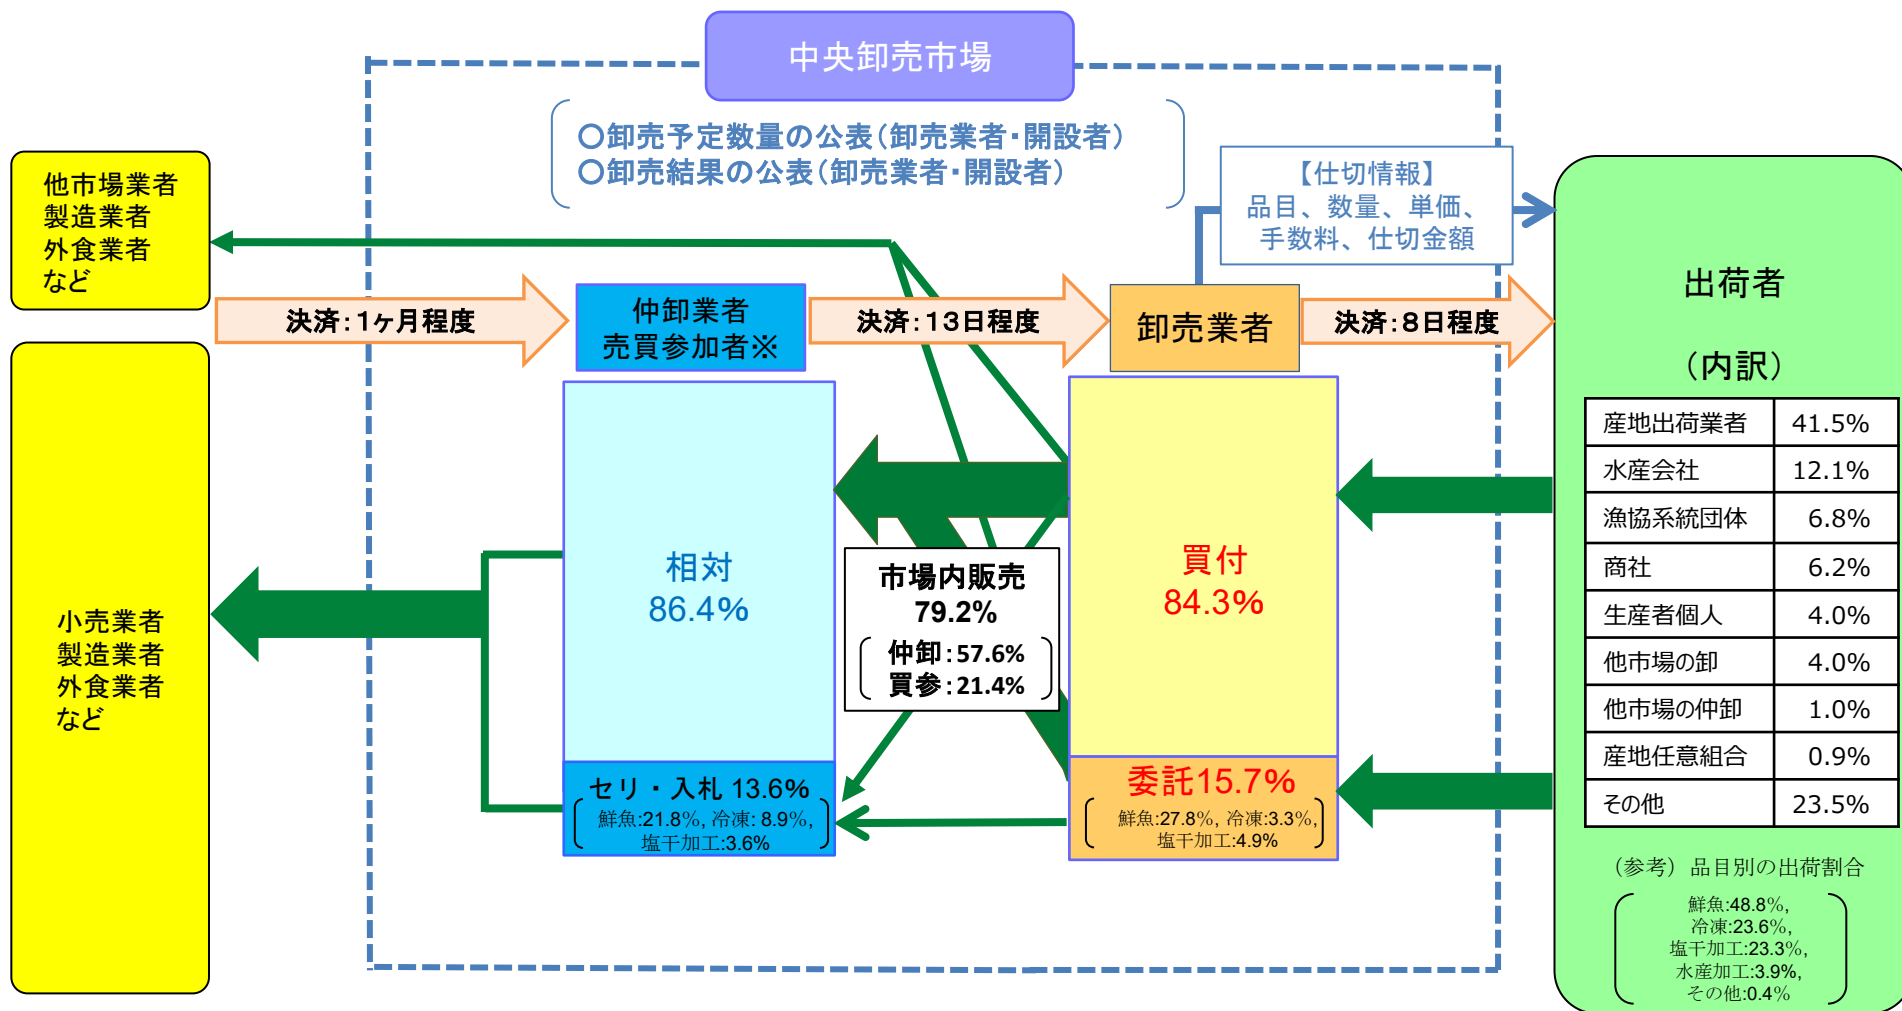 中央卸売市場
○卸売予定数量の公表(卸売業者・開設者)
○卸売結果の公表(卸売業者・開設者)
【仕切情報】
品目、数量、単価、
手数料、仕切金額
他市場業者
製造業者
外食業者
など
決済:1ヶ月程度
仲卸業者
売買参加者※
決済:13日程度
卸売業者
決済:8日程度
出荷者
(内訳)
産地出荷業者 41.5%
水産会社 12.1%
漁協系統団体 6.8%
商社 6.2%
生産者個人 4.0%
他市場の卸 4.0%
他市場の仲卸 1.0%
産地任意組合 0.9%
その他 23.5%
(参考)品目別の出荷割合
鮮魚:48.8%,
冷凍:23.6%,
塩干加工:23.3%,
水産加工:3.9%,
その他:0.4%
小売業者
製造業者
外食業者
など
相対
86.4%
セリ・入札 13.6%
鮮魚:21.8%, 冷凍: 8.9%,
塩干加工:3.6%
市場内販売
79.2%
仲卸:57.6%
買参:21.4%
買付
84.3%
委託15.7%
鮮魚:27.8%, 冷凍:3.3%,
塩干加工:4.9%